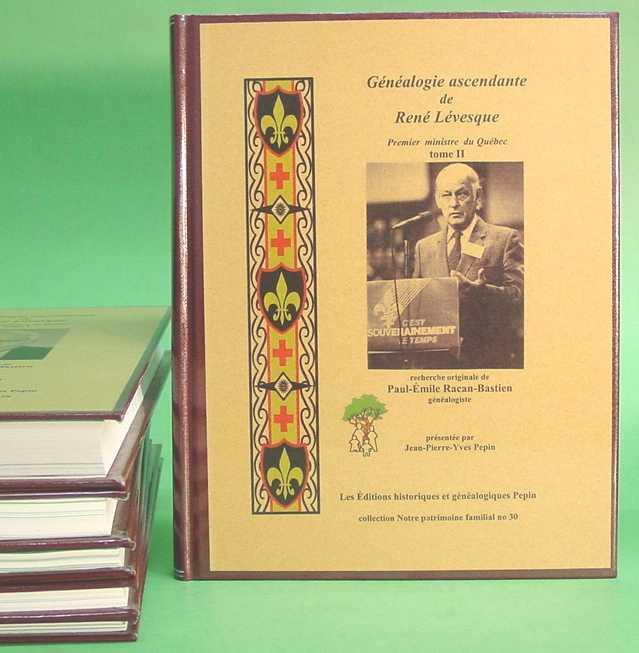 Généalogie ascendante
de
René Lévesque
Premier ministre du Québec
tome II
C'EST
SOUVERAINEMENT
LE TEMPS
recherche originale de
Paul-Émile Racan-Bastien
généalogiste
présentée par
Jean-Pierre-Yves Pepin
Les Éditions historiques et généalogiques Pepin
collection Notre patrimoine familial no 30
Pepin